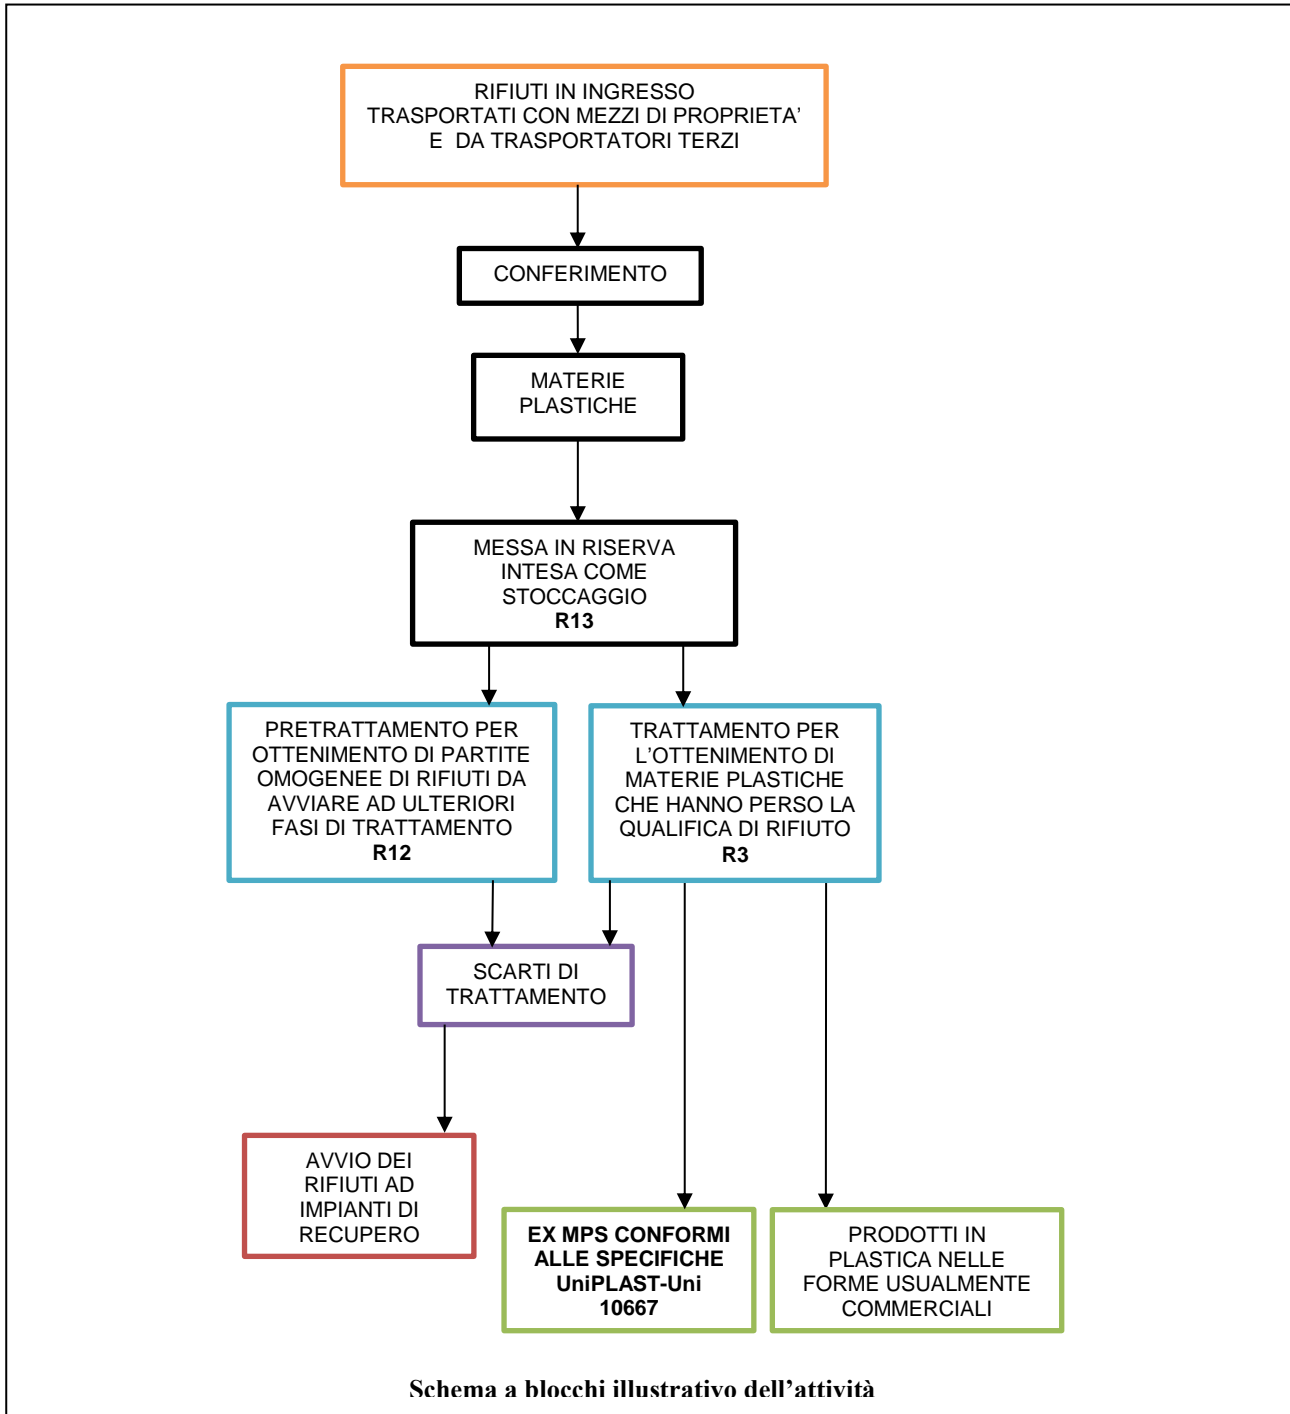 RIFIUTI IN INGRESSO
TRASPORTATI CON MEZZI DI PROPRIETA'
E DA TRASPORTATORI TERZI
CONFERIMENTO
MATERIE
PLASTICHE
MESSA IN RISERVA
INTESA COME
STOCCAGGIO
R13
PRETRATTAMENTO PER
OTTENIMENTO DI PARTITE
OMOGENEE DI RIFIUTI DA
AVVIARE AD ULTERIORI
FASI DI TRATTAMENTO
R12
TRATTAMENTO PER
L'OTTENIMENTO DI
MATERIE PLASTICHE
CHE HANNO PERSO LA
QUALIFICA DI RIFIUTO
R3
SCARTI DI
TRATTAMENTO
AVVIO DEI
RIFIUTI AD
IMPIANTI DI
RECUPERO
EX MPS CONFORMI
ALLE SPECIFICHE
UniPLAST-Uni
10667
PRODOTTI IN
PLASTICA NELLE
FORME USUALMENTE
COMMERCIALI
Schema a blocchi illustrativo dell'attività